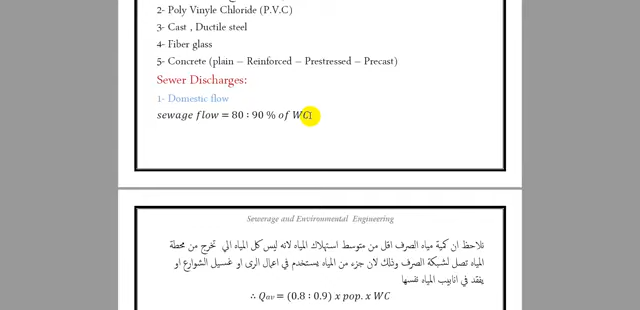 2- Poly Vinyle Chloride (P.V.C)
3- Cast , Ductile steel
4- Fiber glass
5- Concrete (plain – Reinforced – Prestressed – Precast)
Sewer Discharges:
1- Domestic flow
sewage flow = 80 : 90 % of WC
Sewerage and Environmental Engineering
نلاحظ ان كمية مياه الصرف اقل من متوسط استهلاك المياه لانه ليس كل المياه الي تخرج من محطة
المياه تصل لشبكة الصرف وذلك لان جزء من المياه يستخدم في اعمال الرى او غسيل الشوارع او
يفقد في انابيب المياه نفسها
∴ Qav = (0.8 : 0.9) x pop. x WC